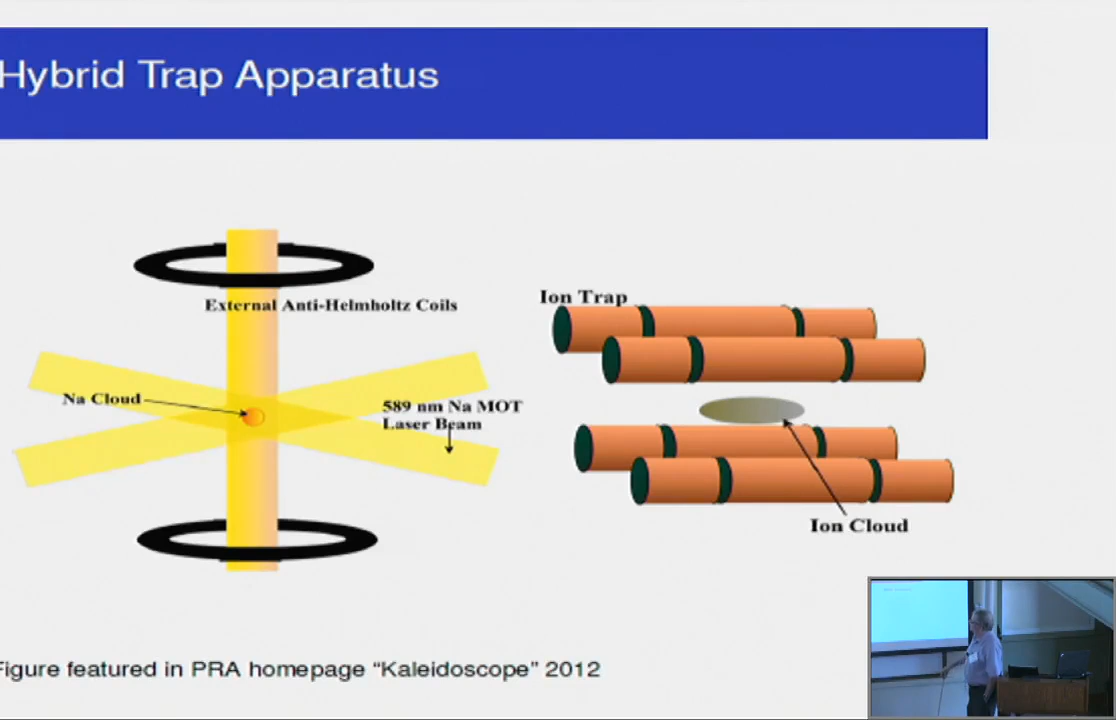 Hybrid Trap Apparatus
External Anti-Helmholtz Coils
Na Cloud
589 nm Na MOT
Laser Beam
Ion Trap
Ion Cloud
Figure featured in PRA homepage “Kaleidoscope” 2012